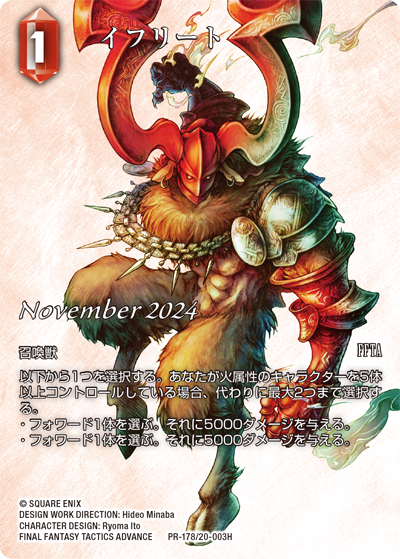 1
イフリート
November 2024
召喚獣
FFTA
以下から1つを選択する。あなたが火属性のキャラクターを5体
以上コントロールしている場合、代わりに最大2つまで選択す
る。
・フォワード1体を選ぶ。それに5000ダメージを与える。
・フォワード1体を選ぶ。それに5000ダメージを与える。
© SQUARE ENIX
DESIGN WORK DIRECTION: Hideo Minaba
CHARACTER DESIGN: Ryoma Ito
FINAL FANTASY TACTICS ADVANCE
PR-178/20-003H